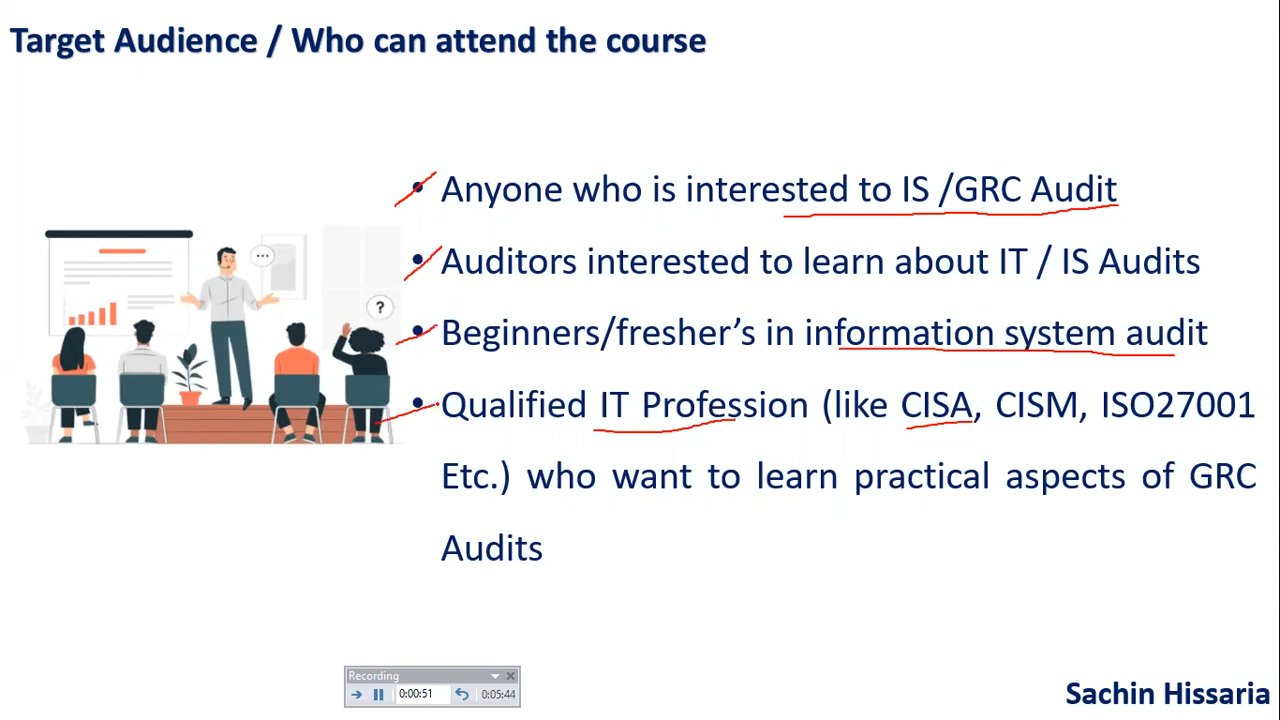 Target Audience / Who can attend the course
• Anyone who is interested to IS /GRC Audit
• Auditors interested to learn about IT / IS Audits
• Beginners/fresher’s in information system audit
• Qualified IT Profession (like CISA, CISM, ISO27001
Etc.) who want to learn practical aspects of GRC
Audits
?
Recording
0:00:51
0:05:44
Sachin Hissaria